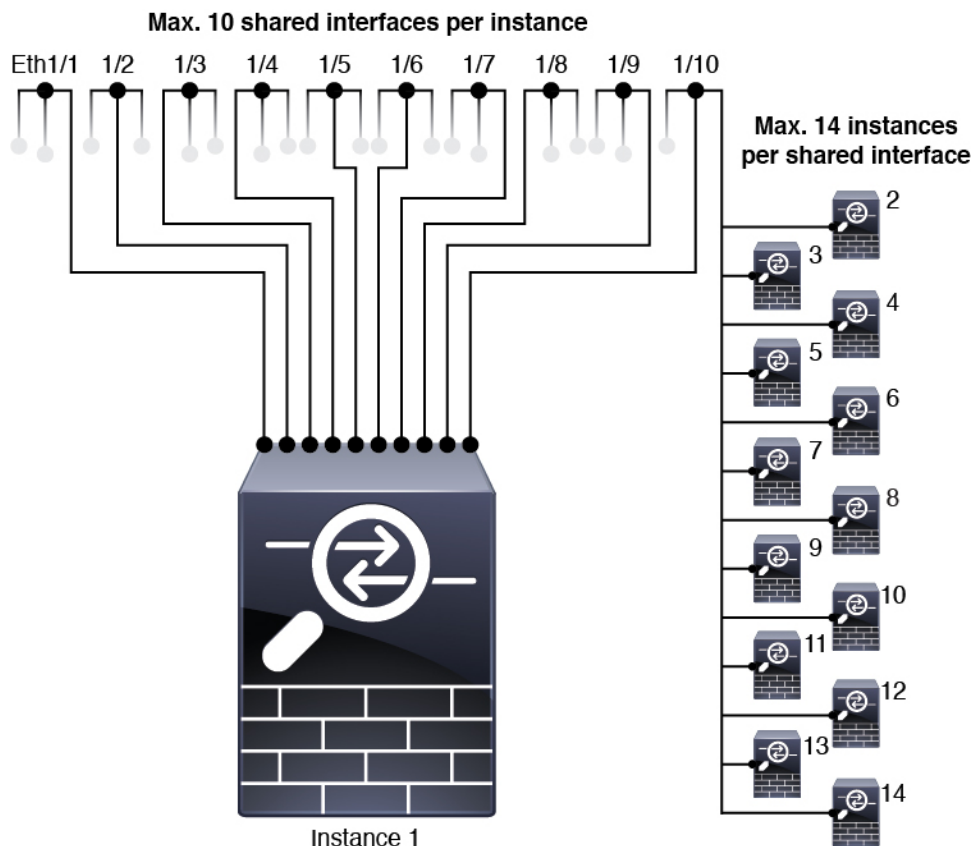 Max. 10 shared interfaces per instance
Eth1/1 1/2 1/3 1/4 1/5 1/6 1/7 1/8 1/9 1/10
Max. 14 instances
per shared interface
2
3
4
5
6
7
8
9
10
11
12
13
14
Instance 1